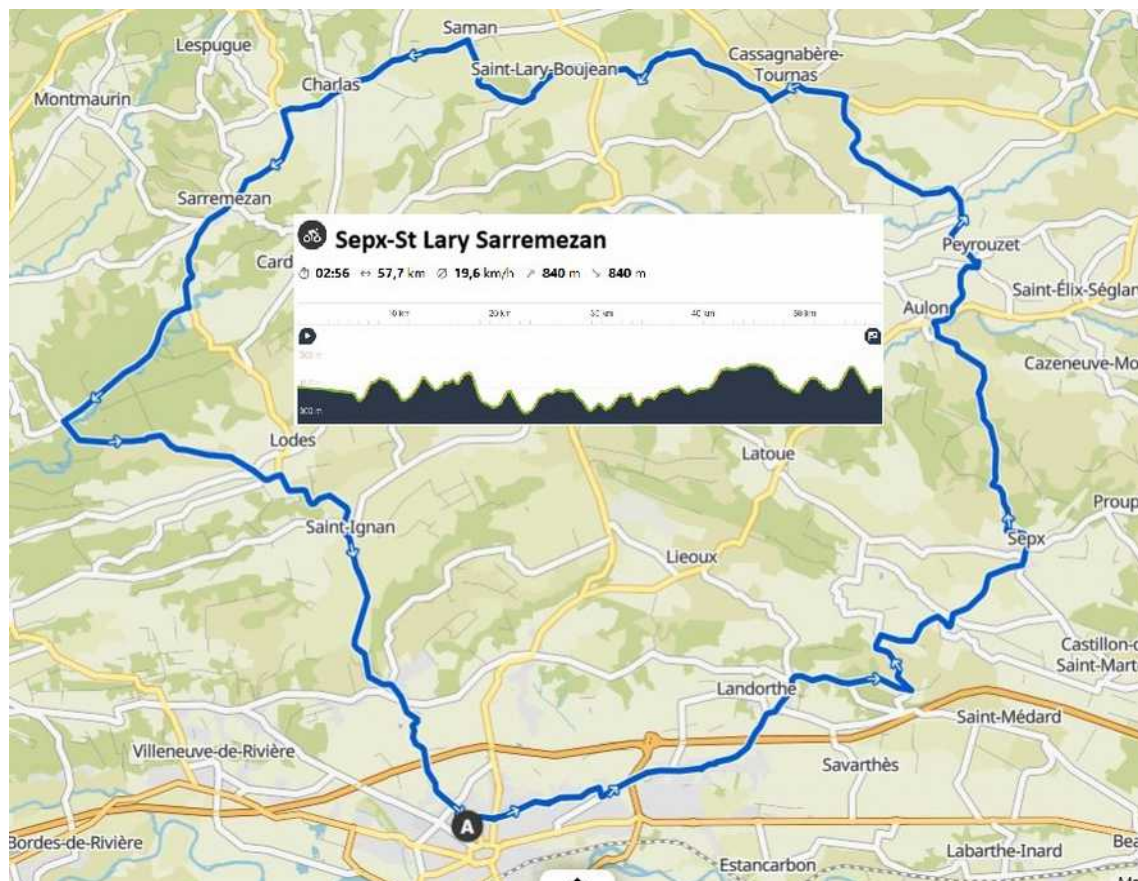 Saman
Lespugue
Saint-Lary-Boujean
Cassagnabère-
Tournas
Charlas
Montmaurin
Sarremezan
Sepx-St Lary Sarremezan
Card
02:56 57,7 km 19,6 km/h 840 m 840 m
Peyrouzet
Saint-Élix-Séglan
Aulon
10 km 20 km 30 km 40 km 50 km
Cazeneuve-Mo
300 m
Lodes
Latoue
Proup
Saint-Ignan
Sepx
Lieoux
Castillon-d
Saint-Mart
Landorthe
Saint-Médard
Villeneuve-de-Rivière
Savarthès
A
Bordes-de-Rivière
Labarthe-Inard
Bea
Estancarbon